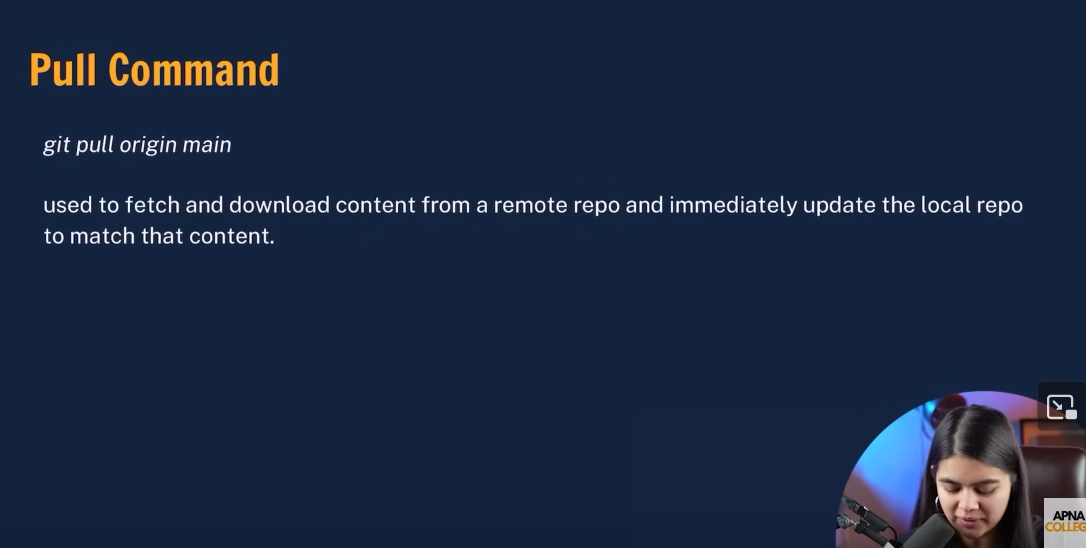 Pull Command
git pull origin main
used to fetch and download content from a remote repo and immediately update the local repo
to match that content.
APNA
COLLEG